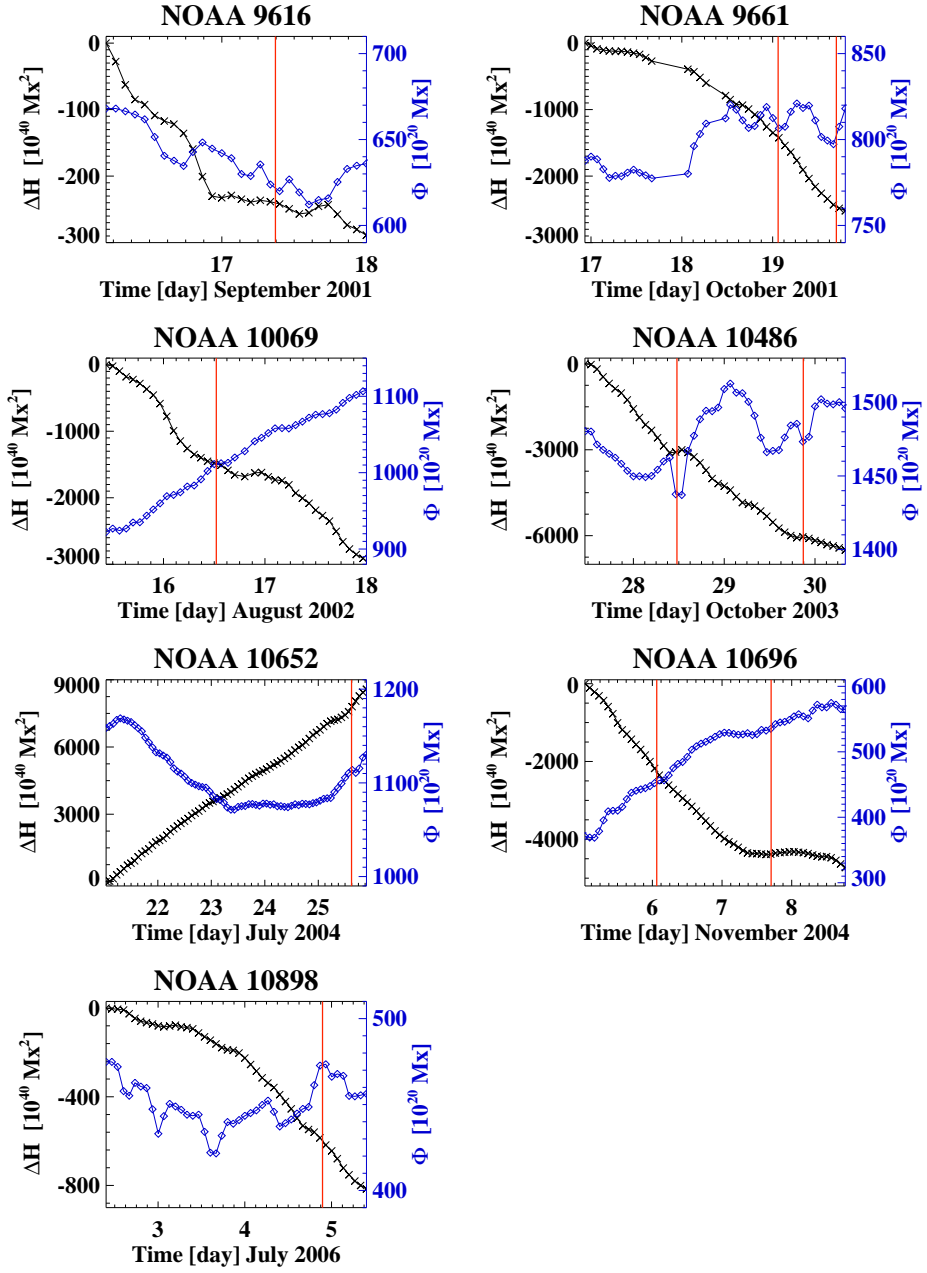 NOAA 9616
0
-100
-200
-300
ΔH [10^40 Mx^2]
700
650
600
Φ [10^20 Mx]
17 18
Time [day] September 2001
NOAA 9661
0
-1000
-2000
-3000
ΔH [10^40 Mx^2]
860
820
780
740
Φ [10^20 Mx]
17 18 19
Time [day] October 2001
NOAA 10069
0
-1000
-2000
-3000
ΔH [10^40 Mx^2]
1100
1000
900
Φ [10^20 Mx]
16 17 18
Time [day] August 2002
NOAA 10486
0
-3000
-6000
ΔH [10^40 Mx^2]
1500
1450
1400
Φ [10^20 Mx]
28 29 30
Time [day] October 2003
NOAA 10652
9000
6000
3000
0
ΔH [10^40 Mx^2]
1200
1100
1000
Φ [10^20 Mx]
22 23 24 25
Time [day] July 2004
NOAA 10696
0
-2000
-4000
ΔH [10^40 Mx^2]
600
500
400
300
Φ [10^20 Mx]
6 7 8
Time [day] November 2004
NOAA 10898
0
-400
-800
ΔH [10^40 Mx^2]
500
400
Φ [10^20 Mx]
3 4 5
Time [day] July 2006